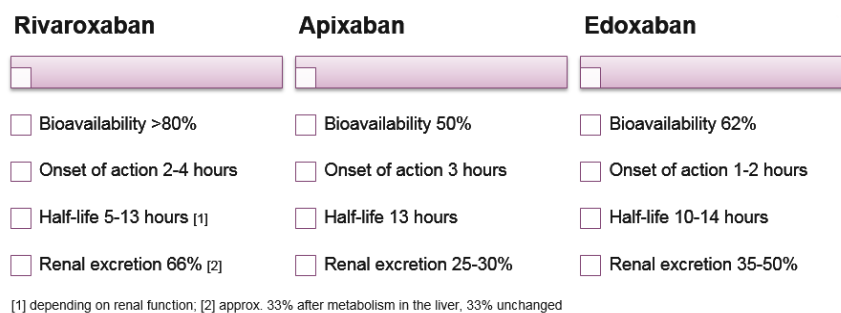 Rivaroxaban
Bioavailability >80%
Onset of action 2-4 hours
Half-life 5-13 hours [1]
Renal excretion 66% [2]
Apixaban
Bioavailability 50%
Onset of action 3 hours
Half-life 13 hours
Renal excretion 25-30%
Edoxaban
Bioavailability 62%
Onset of action 1-2 hours
Half-life 10-14 hours
Renal excretion 35-50%
[1] depending on renal function; [2] approx. 33% after metabolism in the liver, 33% unchanged